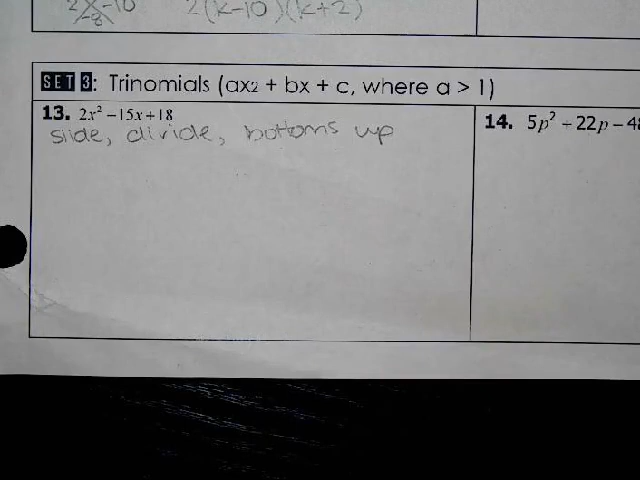 2(k-10)(k+2)
SET 3: Trinomials (ax2 + bx + c, where a > 1)
13. 2x² - 15x + 18
slide, divide, bottoms up
14. 5p² - 22p - 48